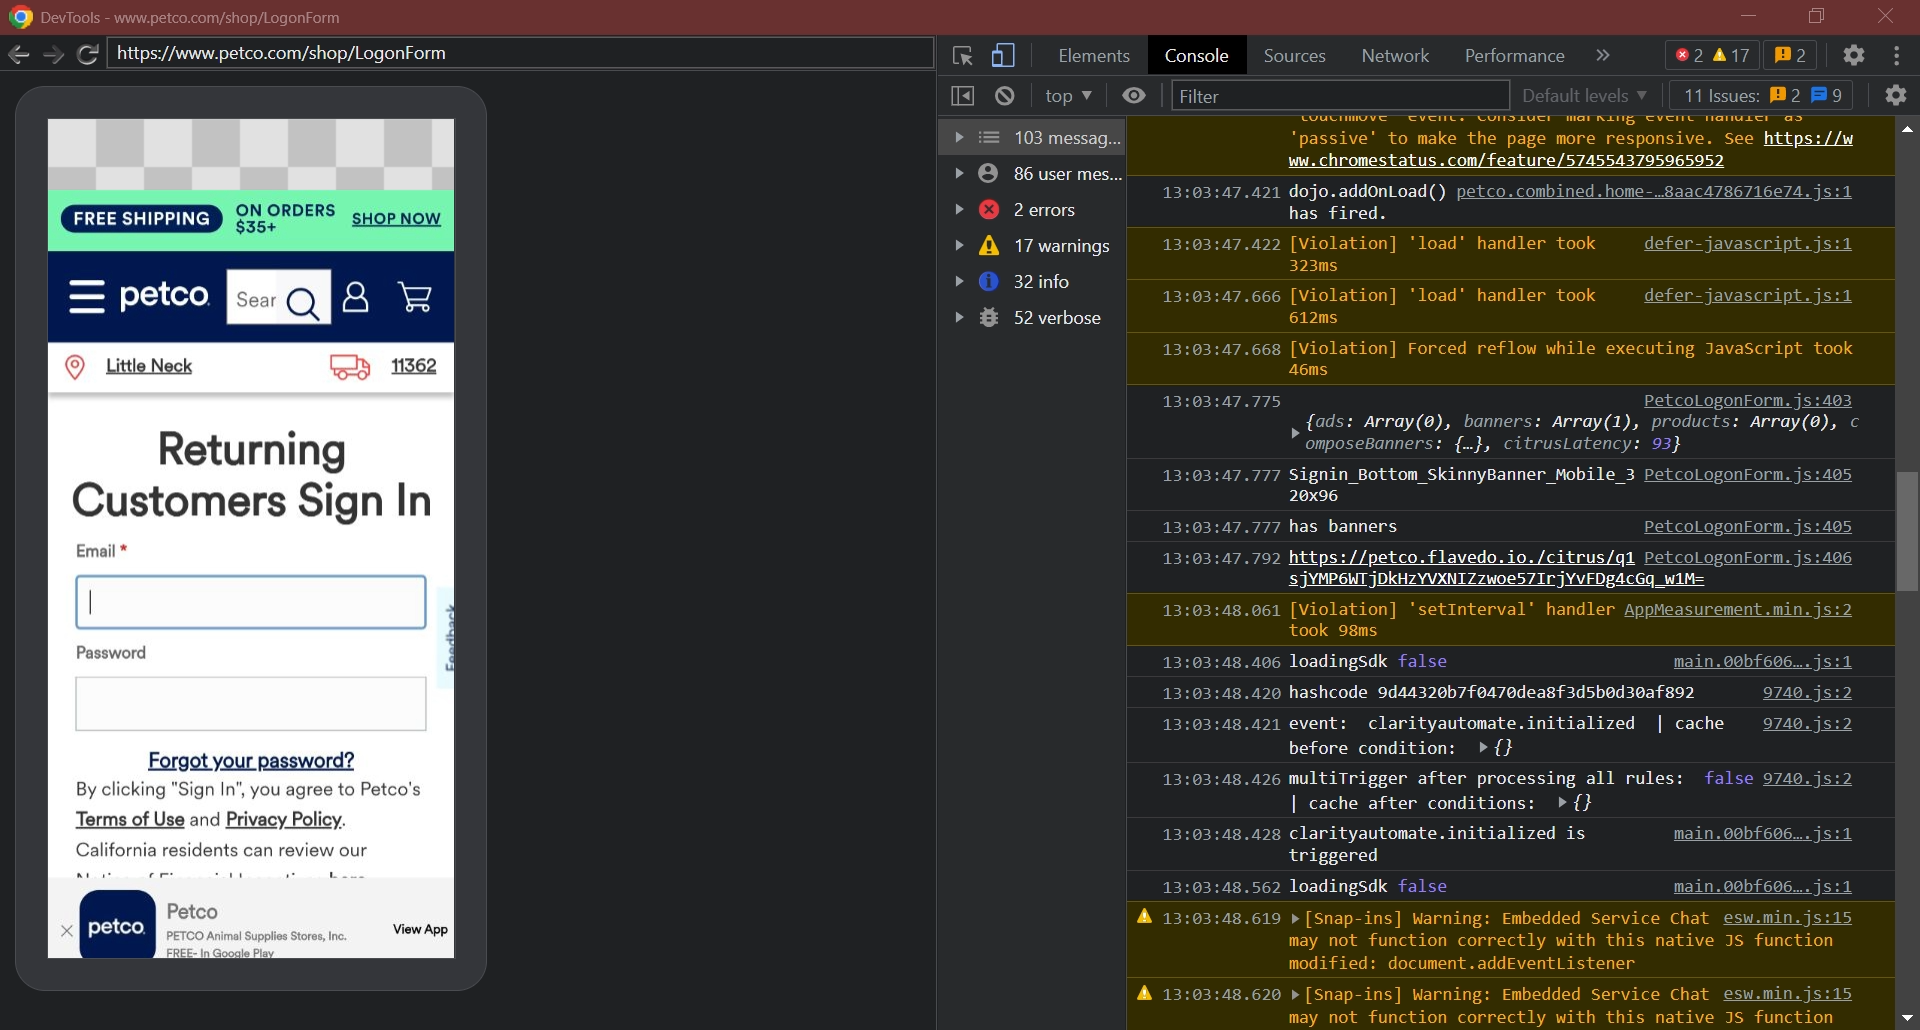 DevTools - www.petco.com/shop/LogonForm
https://www.petco.com/shop/LogonForm
FREE SHIPPING
ON ORDERS
$35+
SHOP NOW
petco
Sear
Little Neck
11362
Returning
Customers Sign In
Email *
Feedback
Password
Forgot your password?
By clicking "Sign In", you agree to Petco's
Terms of Use and Privacy Policy.
California residents can review our
petco
Petco
PETCO Animal Supplies Stores, Inc.
FREE- In Google Play
View App
Elements Console Sources Network Performance » 2 17 2
top Filter Default levels 11 Issues: 2 9
103 messag...
86 user mes...
2 errors
17 warnings
32 info
52 verbose
'touchmove' event. Consider marking event handler as
'passive' to make the page more responsive. See https://w
ww.chromestatus.com/feature/5745543795965952
13:03:47.421 dojo.addOnLoad() petco.combined.home-…8aac4786716e74.js:1
has fired.
13:03:47.422 [Violation] 'load' handler took defer-javascript.js:1
323ms
13:03:47.666 [Violation] 'load' handler took defer-javascript.js:1
612ms
13:03:47.668 [Violation] Forced reflow while executing JavaScript took
46ms
13:03:47.775 PetcoLogonForm.js:403
{ads: Array(0), banners: Array(1), products: Array(0), c
omposeBanners: {…}, citrusLatency: 93}
13:03:47.777 Signin_Bottom_SkinnyBanner_Mobile_3 PetcoLogonForm.js:405
20x96
13:03:47.777 has banners PetcoLogonForm.js:405
13:03:47.792 https://petco.flavedo.io./citrus/q1 PetcoLogonForm.js:406
sjYMP6WTjDkHzYVXNIZzwoe57IrjYvFDg4cGq_w1M=
13:03:48.061 [Violation] 'setInterval' handler AppMeasurement.min.js:2
took 98ms
13:03:48.406 loadingSdk false main.00bf606….js:1
13:03:48.420 hashcode 9d44320b7f0470dea8f3d5b0d30af892 9740.js:2
13:03:48.421 event: clarityautomate.initialized | cache 9740.js:2
before condition: {}
13:03:48.426 multiTrigger after processing all rules: false 9740.js:2
| cache after conditions: {}
13:03:48.428 clarityautomate.initialized is main.00bf606….js:1
triggered
13:03:48.562 loadingSdk false main.00bf606….js:1
13:03:48.619 [Snap-ins] Warning: Embedded Service Chat esw.min.js:15
may not function correctly with this native JS function
modified: document.addEventListener
13:03:48.620 [Snap-ins] Warning: Embedded Service Chat esw.min.js:15
may not function correctly with this native JS function